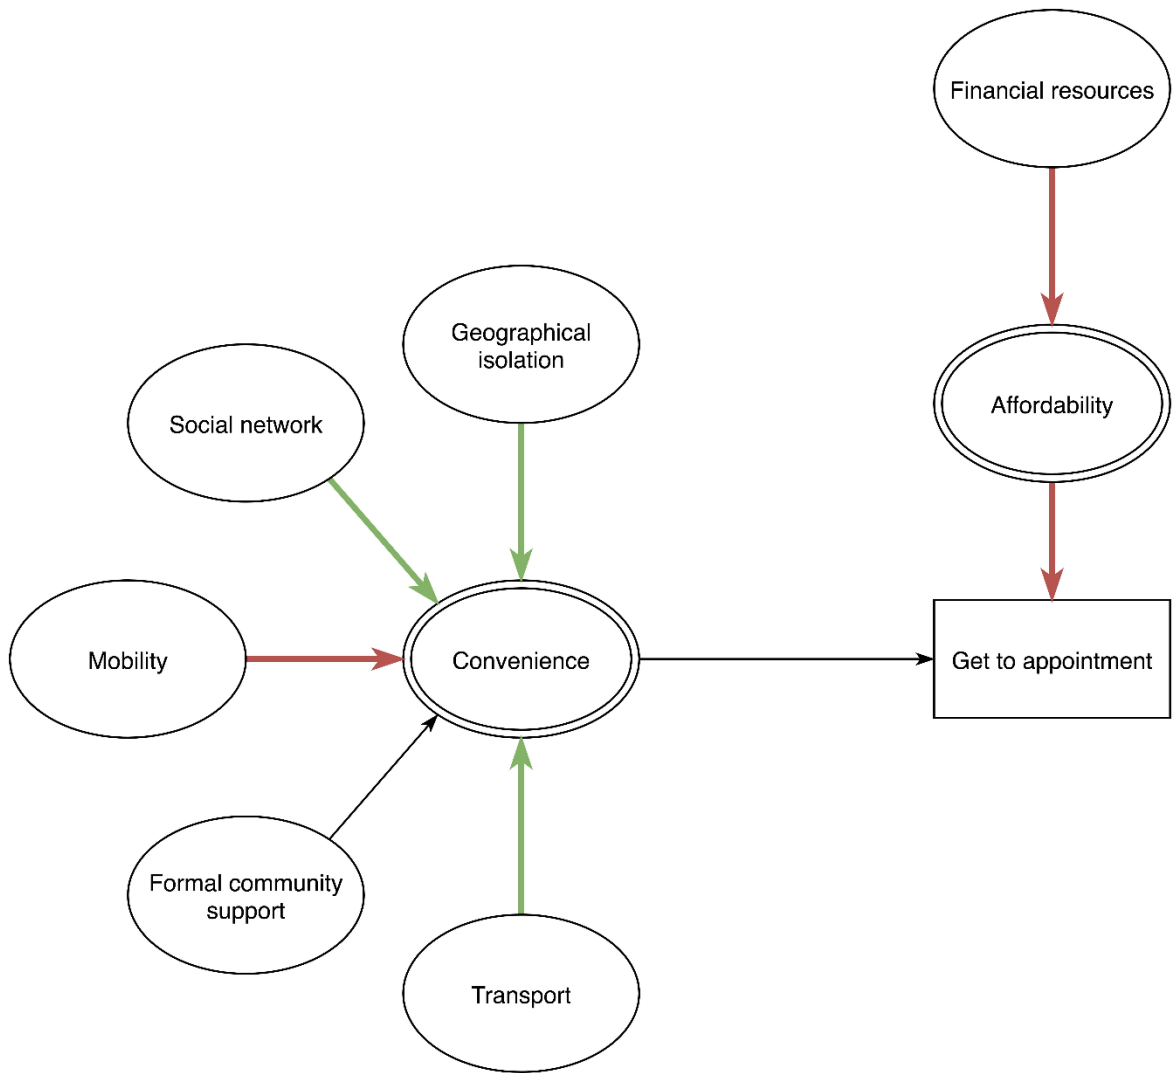 Financial resources
Geographical
isolation
Affordability
Social network
Mobility
Convenience
Get to appointment
Formal community
support
Transport